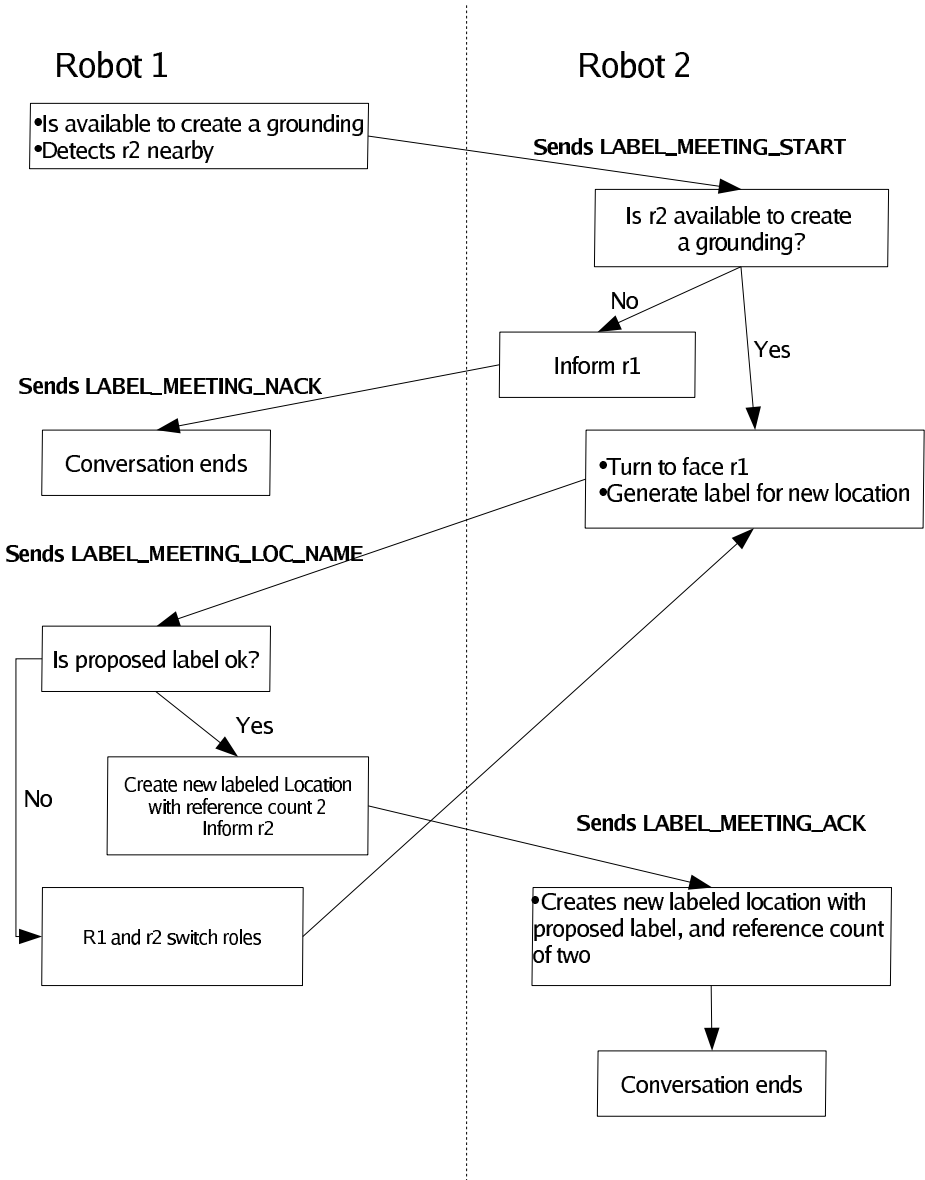 Robot 1
Robot 2
•Is available to create a grounding
•Detects r2 nearby
Sends LABEL_MEETING_START
Is r2 available to create
a grounding?
No
Yes
Inform r1
Sends LABEL_MEETING_NACK
Conversation ends
•Turn to face r1
•Generate label for new location
Sends LABEL_MEETING_LOC_NAME
Is proposed label ok?
Yes
No
Create new labeled Location
with reference count 2
Inform r2
Sends LABEL_MEETING_ACK
•Creates new labeled location with
proposed label, and reference count
of two
R1 and r2 switch roles
Conversation ends